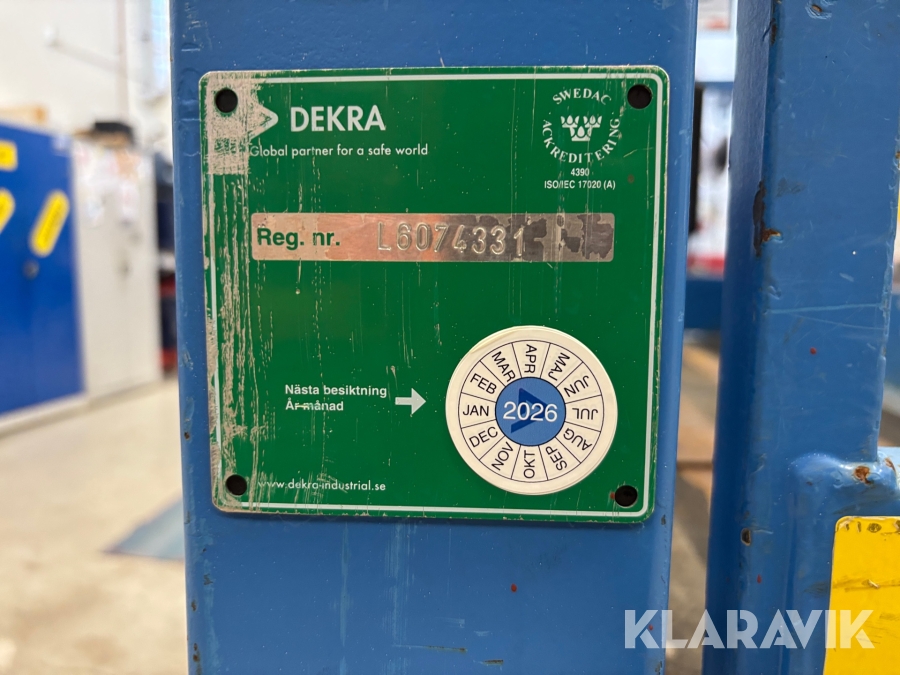 DEKRA
Global partner for a safe world
SWEDAC
ACKREDITERING
4390
ISO/IEC 17020 (A)
Reg. nr. L6074331
Nästa besiktning
År månad
JAN FEB MAR APR MAJ JUN JUL AUG SEP OKT NOV DEC
2026
www.dekra-industrial.se
KLARAVIK